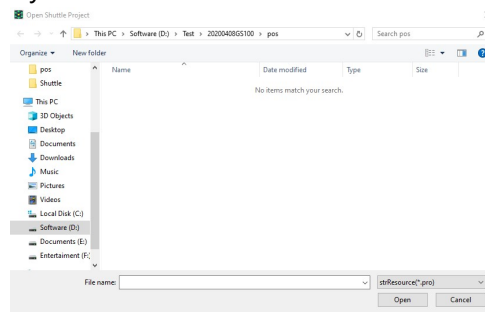 Open Shuttle Project
This PC > Software (D:) > Test > 20200408GS100 > pos
Search pos
Organize
New folder
Name
Date modified
Type
Size
No items match your search.
pos
Shuttle
This PC
3D Objects
Desktop
Documents
Downloads
Music
Pictures
Videos
Local Disk (C:)
Software (D:)
Documents (E:)
Entertaiment (F:)
File name:
strResource(*.pro)
Open
Cancel